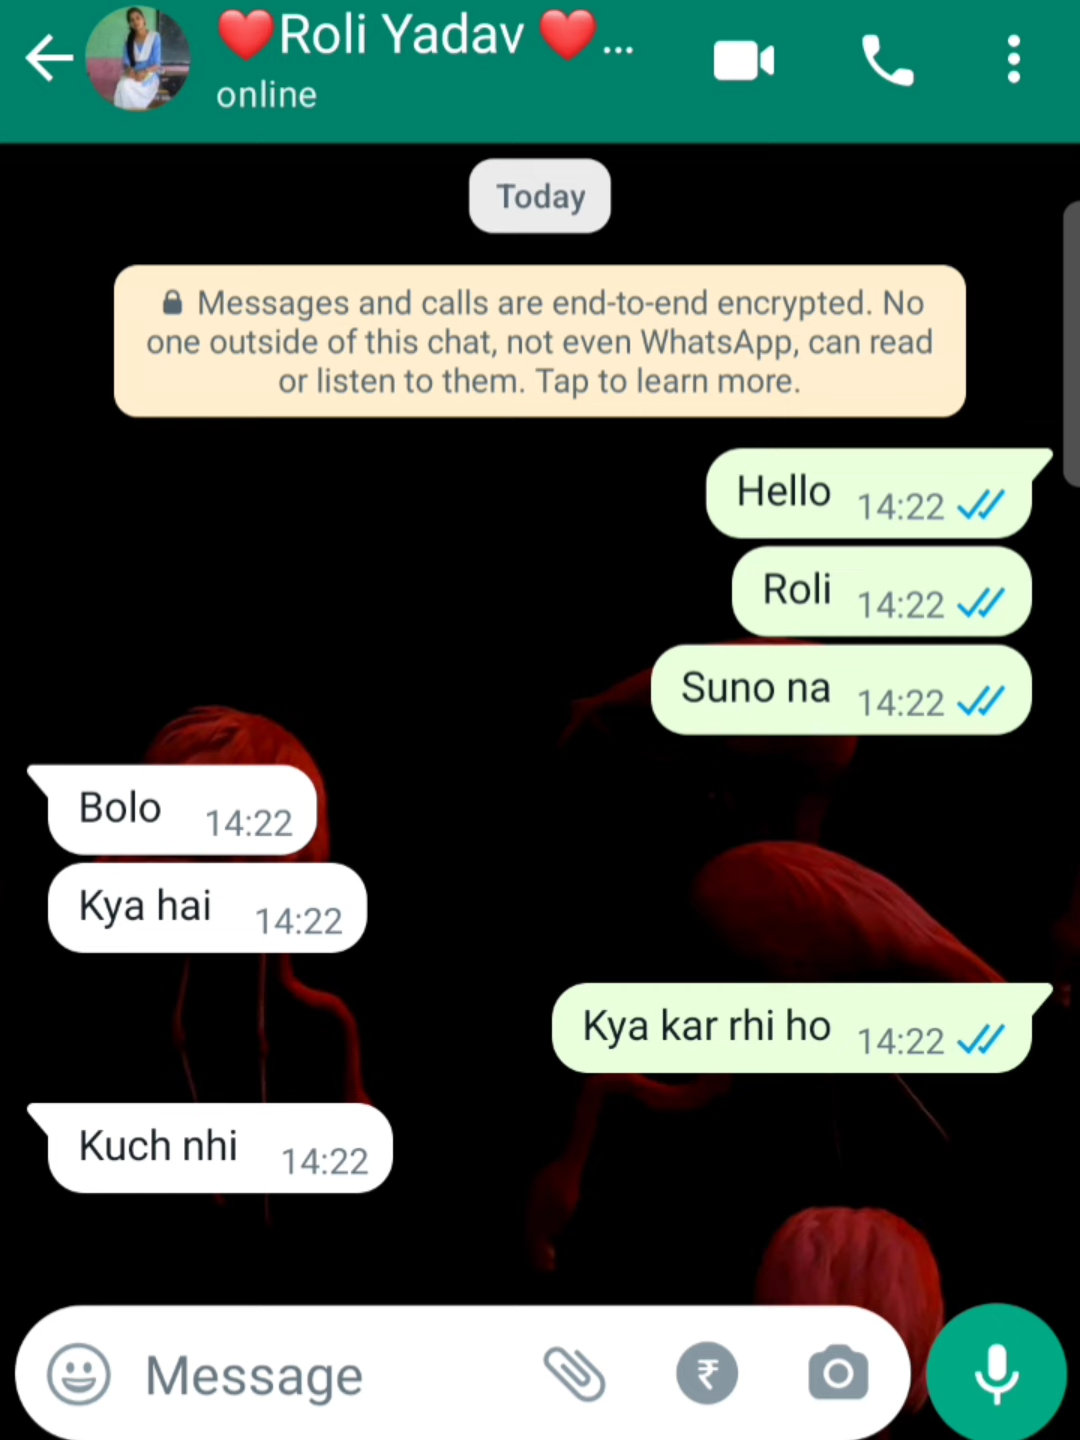 ❤️Roli Yadav ❤️...
online
Today
🔒 Messages and calls are end-to-end encrypted. No
one outside of this chat, not even WhatsApp, can read
or listen to them. Tap to learn more.
Hello 14:22
Roli 14:22
Suno na 14:22
Bolo 14:22
Kya hai 14:22
Kya kar rhi ho 14:22
Kuch nhi 14:22
Message ₹